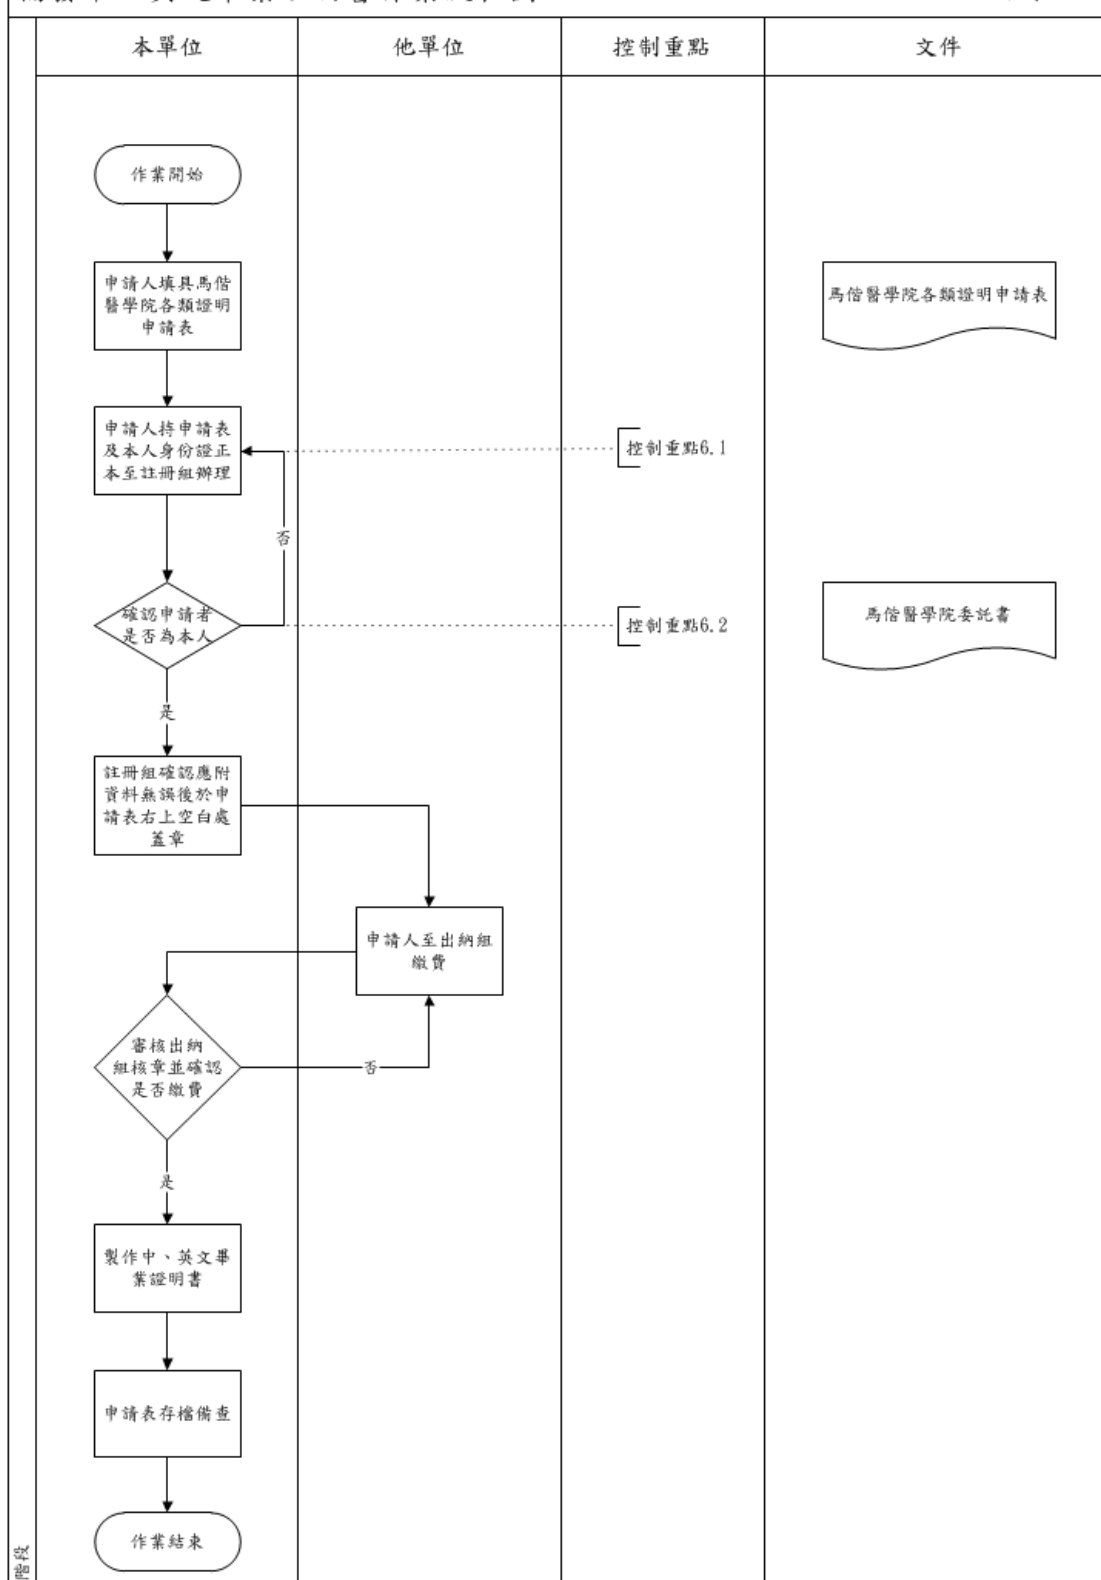 本單位
他單位
控制重點
文件
作業開始
申請人填具馬偕
醫學院各類證明
申請表
馬偕醫學院各類證明申請表
申請人持申請表
及本人身份證正
本至註冊組辦理
控制重點6.1
否
確認申請者
是否為本人
控制重點6.2
馬偕醫學院委託書
是
註冊組確認應附
資料無誤後於申
請表右上空白處
蓋章
申請人至出納組
繳費
審核出納
組核章並確認
是否繳費
否
是
製作中、英文畢
業證明書
申請表存檔備查
作業結束
階段